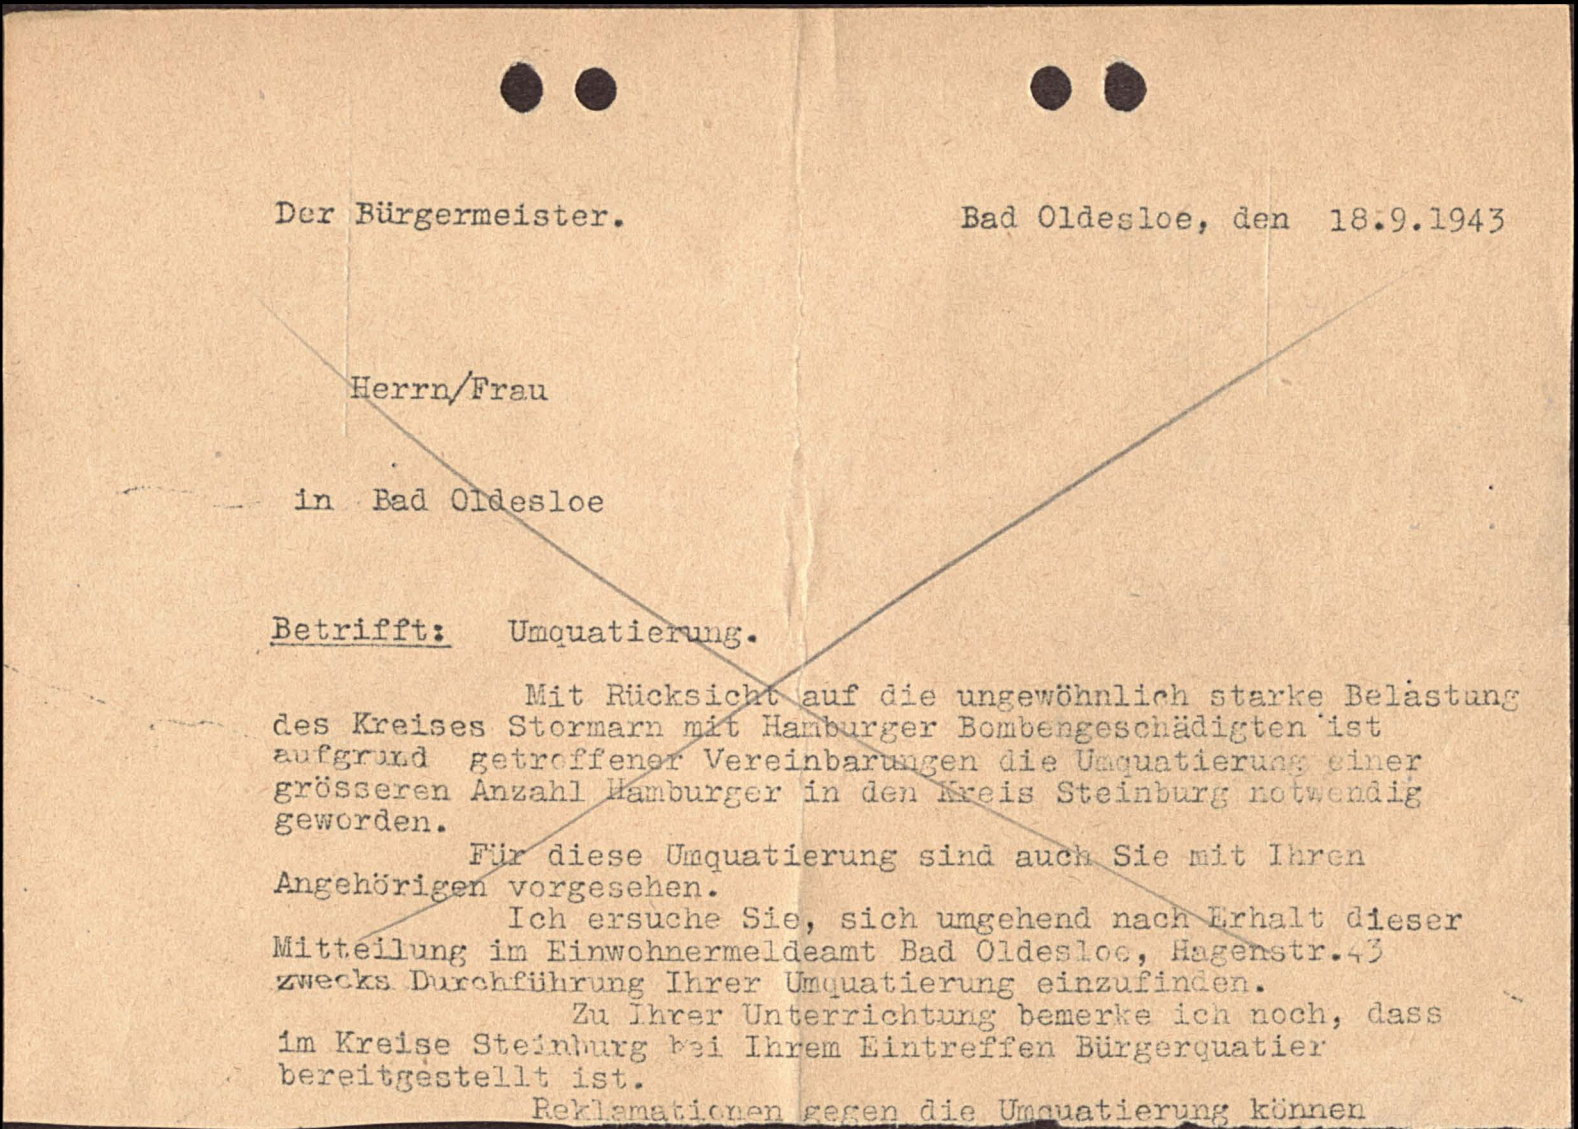 Der Bürgermeister.
Bad Oldesloe, den 18.9.1943
Herrn/Frau
in Bad Oldesloe
Betrifft: Umquatierung.
Mit Rücksicht auf die ungewöhnlich starke Belastung
des Kreises Stormarn mit Hamburger Bombengeschädigten ist
aufgrund getroffener Vereinbarungen die Umquatierung einer
grösseren Anzahl Hamburger in den Kreis Steinburg notwendig
geworden.
Für diese Umquatierung sind auch Sie mit Ihren
Angehörigen vorgesehen.
Ich ersuche Sie, sich umgehend nach Erhalt dieser
Mitteilung im Einwohnermeldeamt Bad Oldesloe, Hagenstr.43
zwecks Durchführung Ihrer Umquatierung einzufinden.
Zu Ihrer Unterrichtung bemerke ich noch, dass
im Kreise Steinburg bei Ihrem Eintreffen Bürgerquatier
bereitgestellt ist.
Reklamationen gegen die Umquatierung können